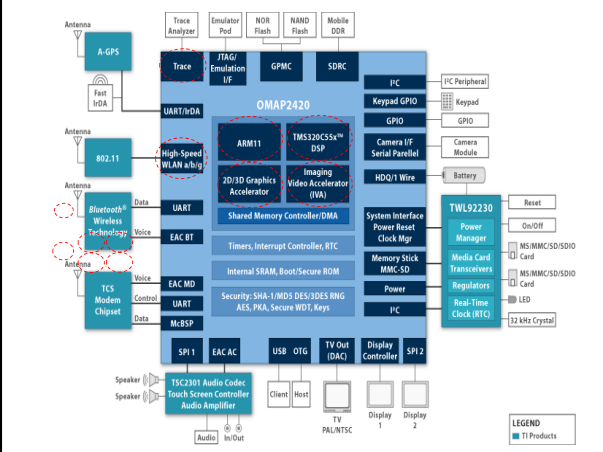 Trace
Analyzer
Emulator
Pod
NOR
Flash
NAND
Flash
Mobile
DDR
Antenna
A-GPS
Fast
IrDA
Trace
JTAG/
Emulation
I/F
GPMC
SDRC
OMAP2420
UART/IrDA
ARM11
TMS320C55x™
DSP
2D/3D Graphics
Accelerator
Imaging
Video Accelerator
(IVA)
Shared Memory Controller/DMA
Timers, Interrupt Controller, RTC
Internal SRAM, Boot/Secure ROM
Security: SHA-1/MD5 DES/3DES RNG
AES, PKA, Secure WDT, Keys
I²C
I²C Peripheral
Keypad GPIO
Keypad
GPIO
GPIO
Camera I/F
Serial Parellel
Camera
Module
HDQ/1 Wire
Battery
Antenna
802.11
High-Speed
WLAN a/b/g
Antenna
Bluetooth®
Wireless
Technology
Data
UART
Voice
EAC BT
Antenna
TCS
Modem
Chipset
Voice
EAC MD
Control
UART
Data
McBSP
System Interface
Power Reset
Clock Mgr
Memory Stick
MMC-SD
Power
I²C
TWL92230
Power
Manager
Media Card
Transceivers
Regulators
Real-Time
Clock (RTC)
Reset
On/Off
MS/MMC/SD/SDIO
Card
MS/MMC/SD/SDIO
Card
LED
32 kHz Crystal
SPI 1
EAC AC
USB
OTG
TV Out
(DAC)
Display
Controller
SPI 2
Speaker
Speaker
TSC2301 Audio Codec
Touch Screen Controller
Audio Amplifier
Audio
In/Out
Client
Host
TV
PAL/NTSC
Display
1
Display
2
LEGEND
TI Products